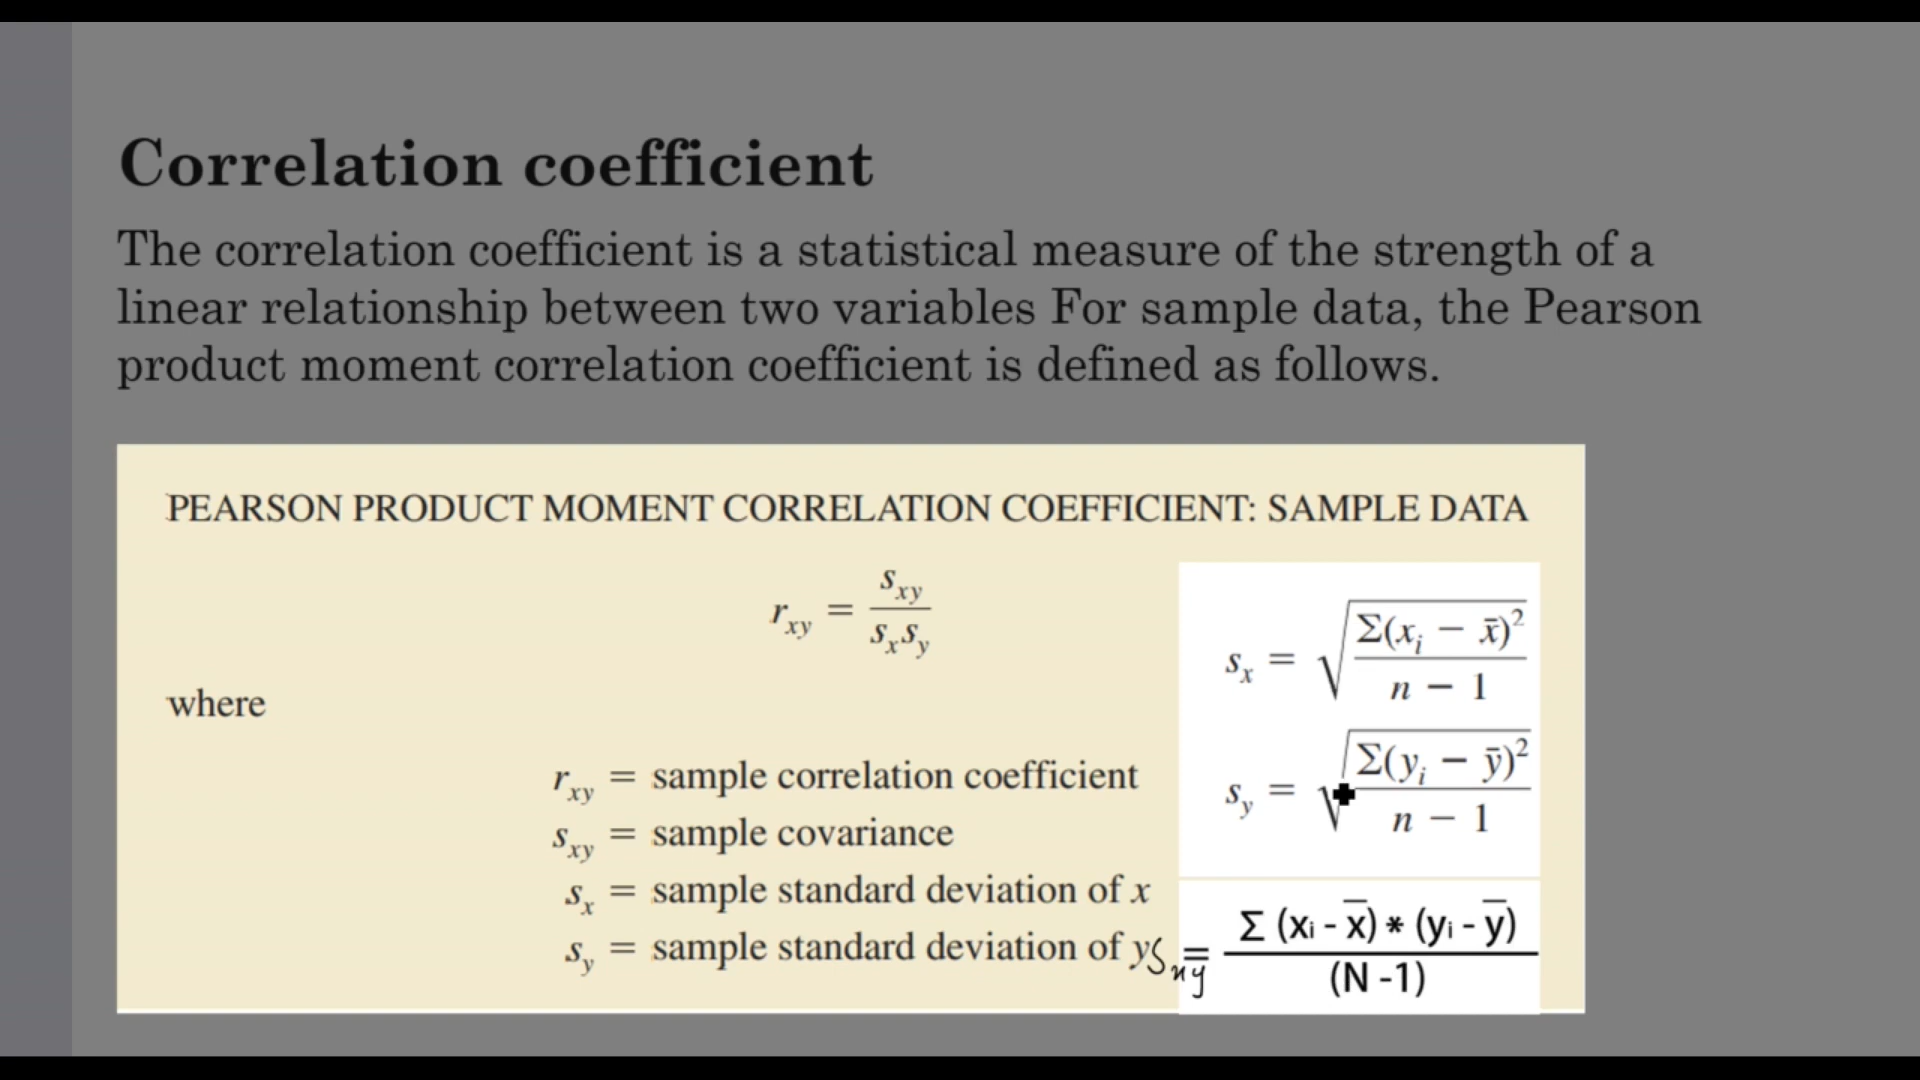 Correlation coefficient
The correlation coefficient is a statistical measure of the strength of a
linear relationship between two variables For sample data, the Pearson
product moment correlation coefficient is defined as follows.
PEARSON PRODUCT MOMENT CORRELATION COEFFICIENT: SAMPLE DATA
r_xy = s_xy / (s_x s_y)
where
r_xy = sample correlation coefficient
s_xy = sample covariance
s_x = sample standard deviation of x
s_y = sample standard deviation of y
s_x = √(Σ(x_i − x̄)² / (n − 1))
s_y = √(Σ(y_i − ȳ)² / (n − 1))
S_xy = Σ (xi - x̄) * (yi - ȳ) / (N -1)